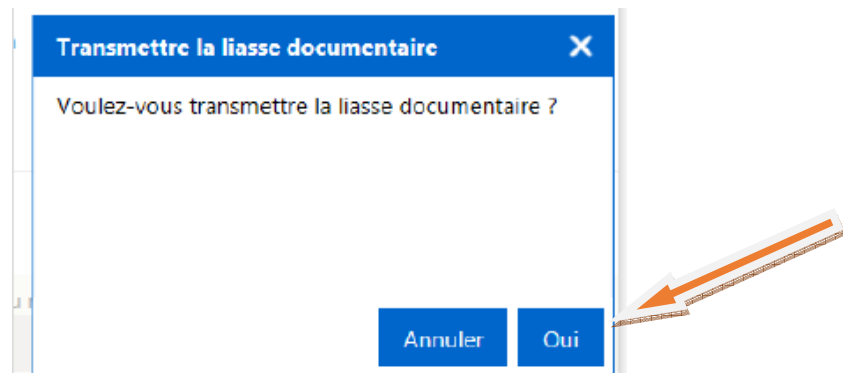 Transmettre la liasse documentaire
Voulez-vous transmettre la liasse documentaire ?
Annuler Oui